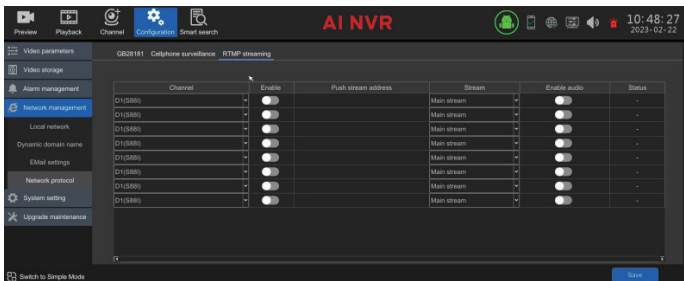 AI NVR
10:48:27
2023-02-22
Preview Playback Channel Configuration Smart search
Video parameters
Video storage
Alarm management
Network management
Local network
Dynamic domain name
EMail settings
Network protocol
System setting
Upgrade maintenance
Switch to Simple Mode
GB28181 Cellphone surveillance RTMP streaming
Channel Enable Push stream address Stream Enable audio Status
D1(S88I) Main stream -
D1(S88I) Main stream -
D1(S88I) Main stream -
D1(S88I) Main stream -
D1(S88I) Main stream -
D1(S88I) Main stream -
D1(S88I) Main stream -
D1(S88I) Main stream -
Save